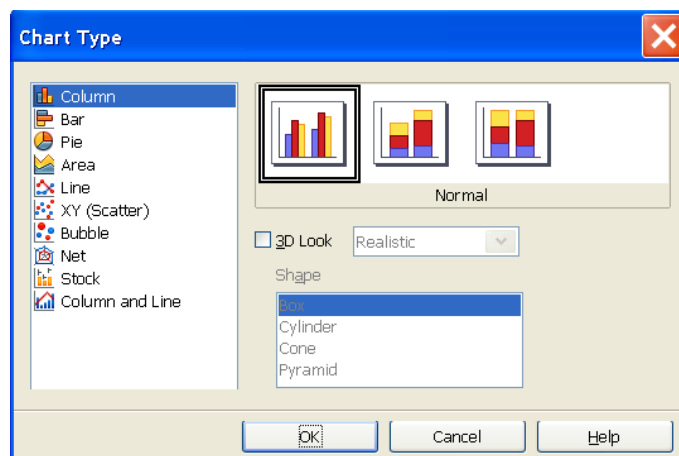 Chart Type
Column
Bar
Pie
Area
Line
XY (Scatter)
Bubble
Net
Stock
Column and Line
Normal
3D Look
Realistic
Shape
Box
Cylinder
Cone
Pyramid
OK
Cancel
Help